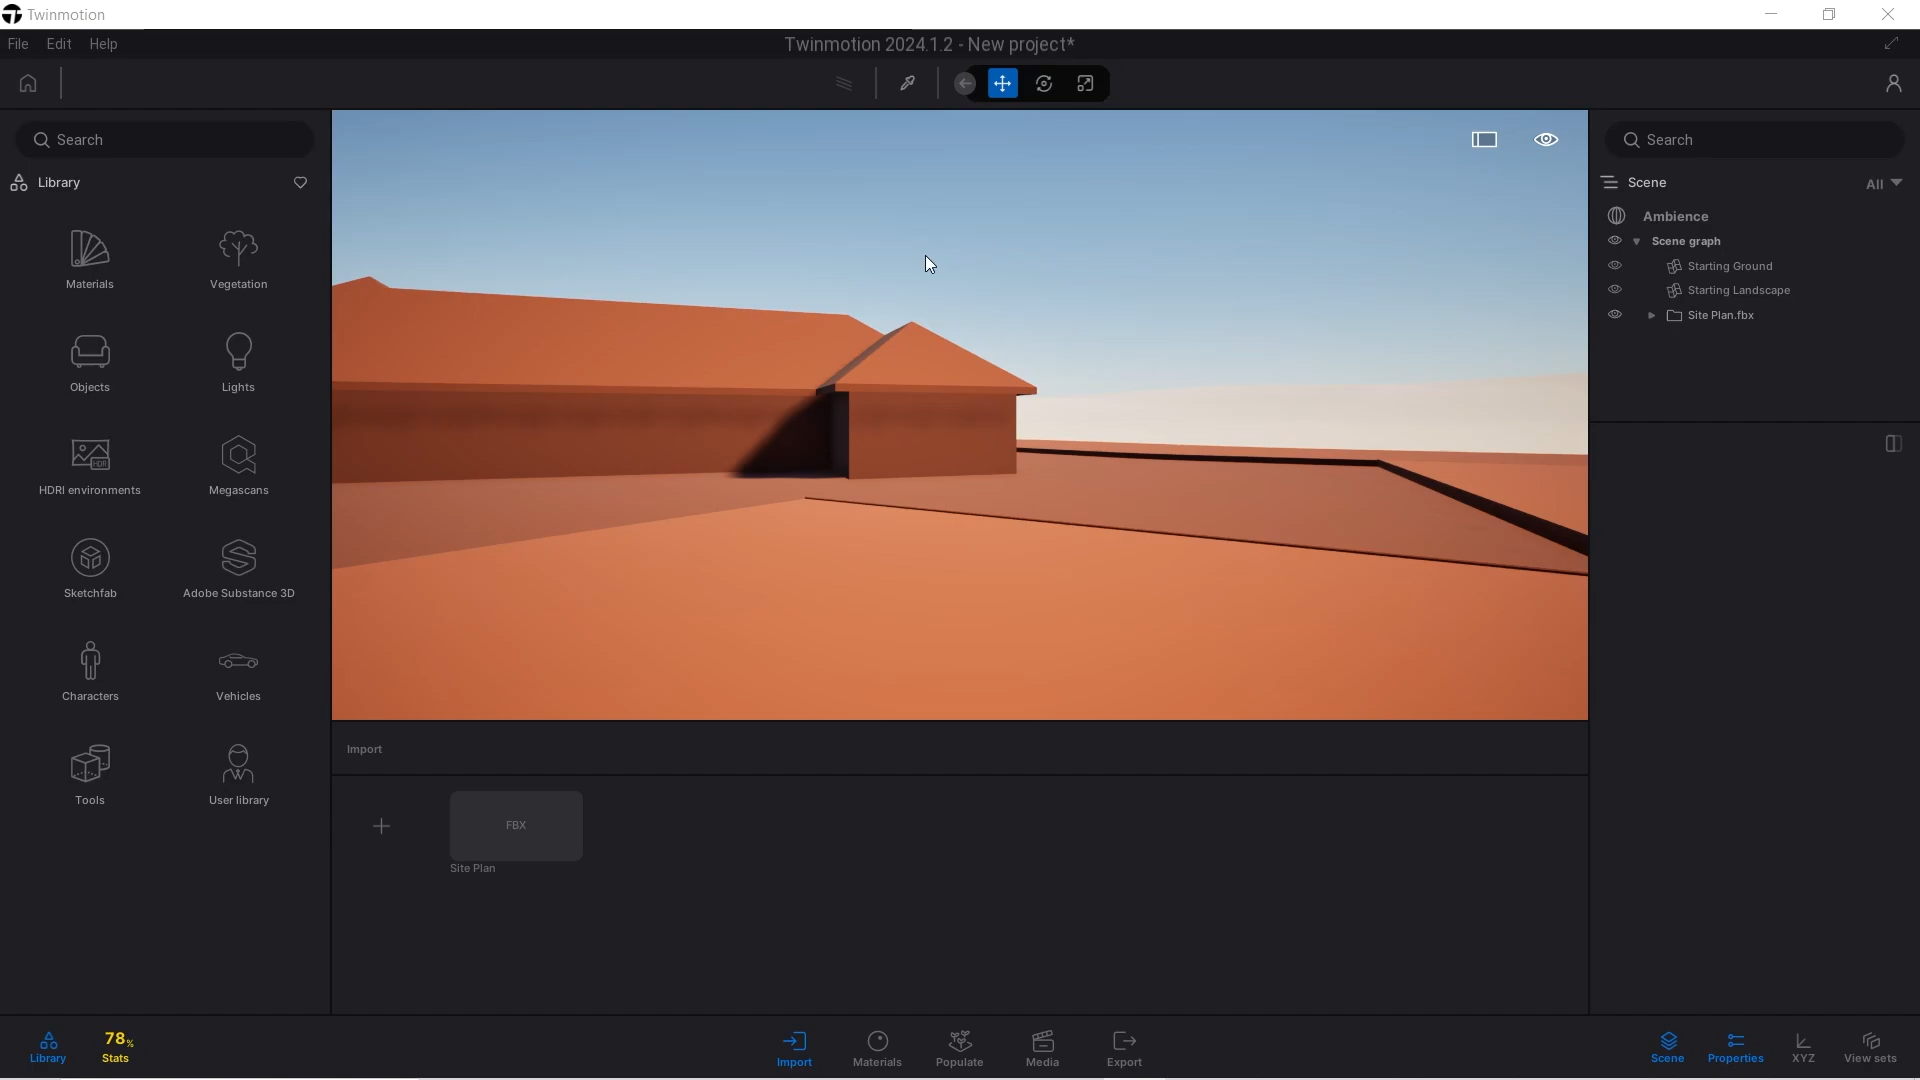 Twinmotion
File Edit Help
Twinmotion 2024.1.2 - New project*
Search
Library
Materials
Vegetation
Objects
Lights
HDR
HDRI environments
Megascans
Sketchfab
Adobe Substance 3D
Characters
Vehicles
Tools
User library
Import
FBX
Site Plan
Search
Scene
All
Ambience
Scene graph
Starting Ground
Starting Landscape
Site Plan.fbx
Library
78%
Stats
Import
Materials
Populate
Media
Export
Scene
Properties
XYZ
View sets